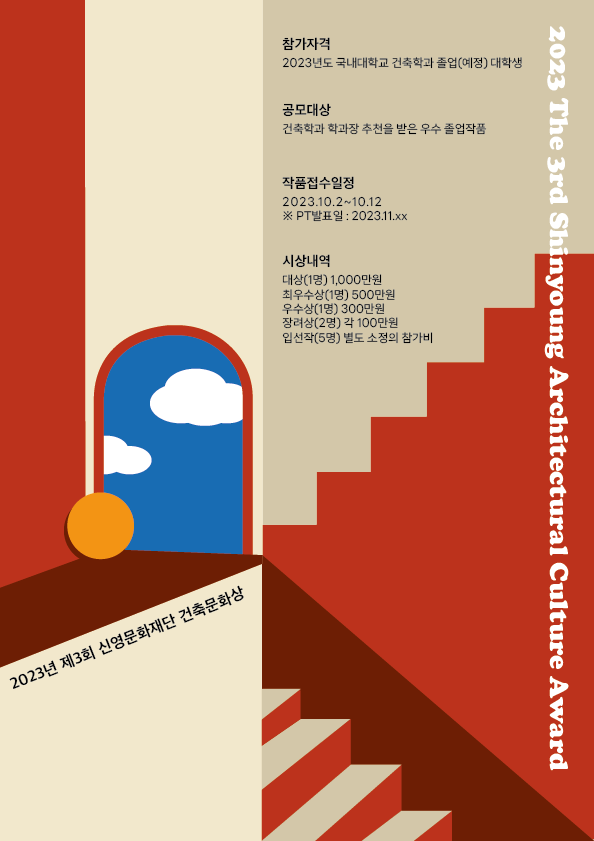 참가자격
2023년도 국내대학교 건축학과 졸업(예정) 대학생
공모대상
건축학과 학과장 추천을 받은 우수 졸업작품
작품접수일정
2023.10.2~10.12
※ PT발표일 : 2023.11.xx
시상내역
대상(1명) 1,000만원
최우수상(1명) 500만원
우수상(1명) 300만원
장려상(2명) 각 100만원
입선작(5명) 별도 소정의 참가비
2023 The 3rd Shinyoung Architectural Culture Award
2023년 제3회 신영문화재단 건축문화상